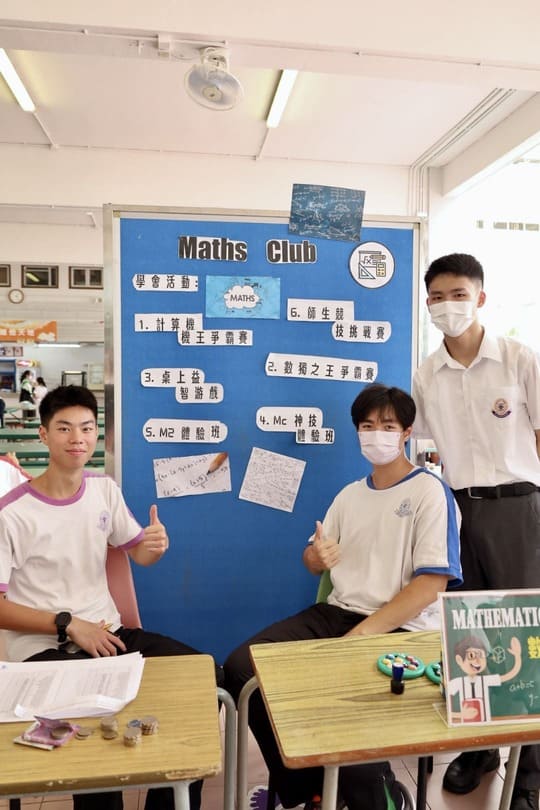 Maths Club
學會活動:
MATHS
1. 計算機
機王爭霸賽
6. 師生競
技挑戰賽
3. 桌上益
智游戲
2. 數獨之王爭霸賽
5. M2 體驗班
4. Mc 神技
體驗班
MATHEMATIC
數
a+b=c